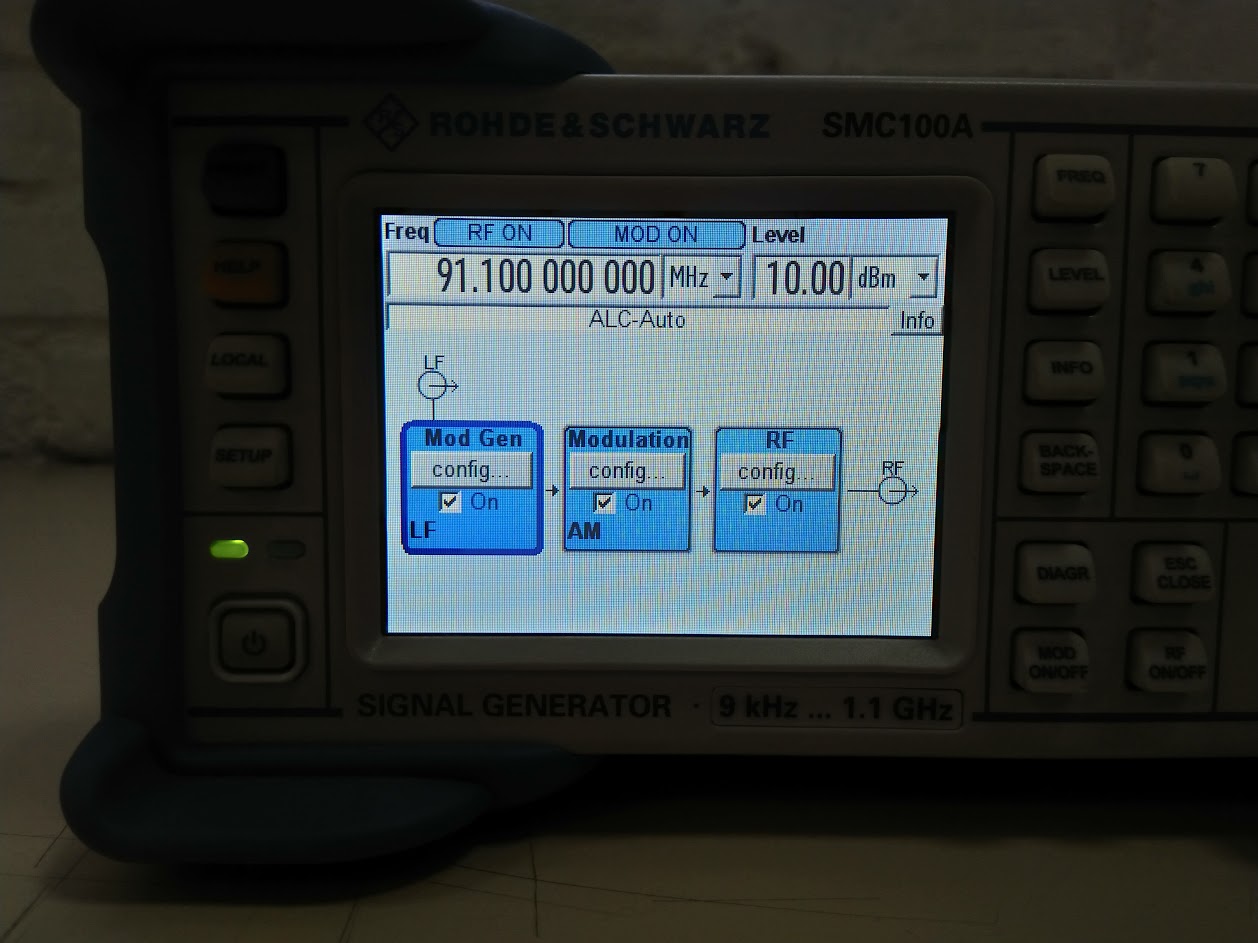 ROHDE&SCHWARZ SMC100A
Freq RF ON MOD ON Level
91.100 000 000 MHz 10.00 dBm
ALC-Auto Info
LF
Mod Gen
config...
On
LF
Modulation
config...
On
AM
RF
config...
On
RF
SIGNAL GENERATOR · 9 kHz ... 1.1 GHz
HELP
LOCAL
SETUP
FREQ
LEVEL
INFO
BACK-
SPACE
DIAGR
ESC
CLOSE
MOD
ON/OFF
RF
ON/OFF
7
4
ghi
1
0